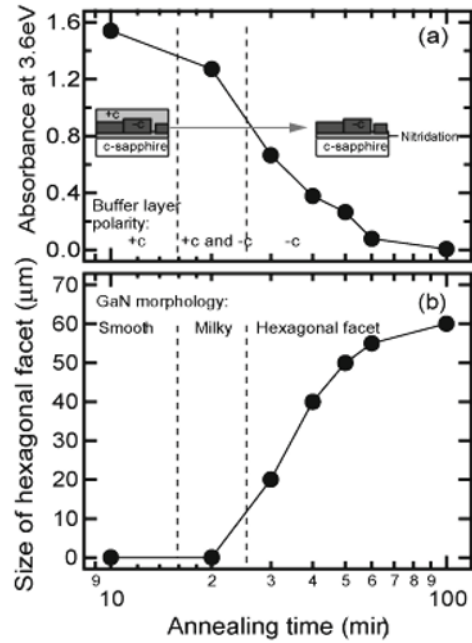 Absorbance at 3.6eV
1.6
1.2
0.8
0.4
0.0
(a)
+c
-c
c-sapphire
-c
c-sapphire
Nitridation
Buffer layer
polarity:
+c
+c and -c
-c
Size of hexagonal facet (μm)
70
60
50
40
30
20
10
0
(b)
GaN morphology:
Smooth
Milky
Hexagonal facet
9
10
2
3
4
5
6
7
8
9
100
Annealing time (mir)